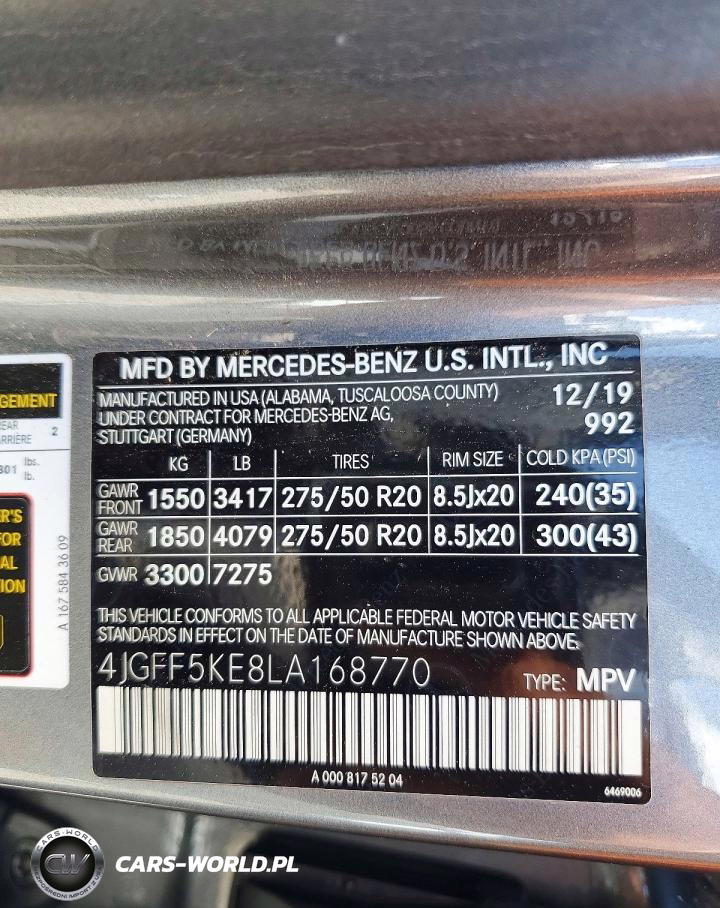 MFD BY MERCEDES-BENZ U.S. INTL., INC
MANUFACTURED IN USA (ALABAMA, TUSCALOOSA COUNTY) 12/19
UNDER CONTRACT FOR MERCEDES-BENZ AG, 992
STUTTGART (GERMANY)
KG LB TIRES RIM SIZE COLD KPA (PSI)
GAWR FRONT 1550 3417 275/50 R20 8.5Jx20 240(35)
GAWR REAR 1850 4079 275/50 R20 8.5Jx20 300(43)
GWR 3300 7275
THIS VEHICLE CONFORMS TO ALL APPLICABLE FEDERAL MOTOR VEHICLE SAFETY
STANDARDS IN EFFECT ON THE DATE OF MANUFACTURE SHOWN ABOVE.
4JGFF5KE8LA168770 TYPE: MPV
A 000 817 52 04
6469006
A 167 584 36 09
2
lbs.
lb.
CARS-WORLD
CW
CARS-WORLD.PL